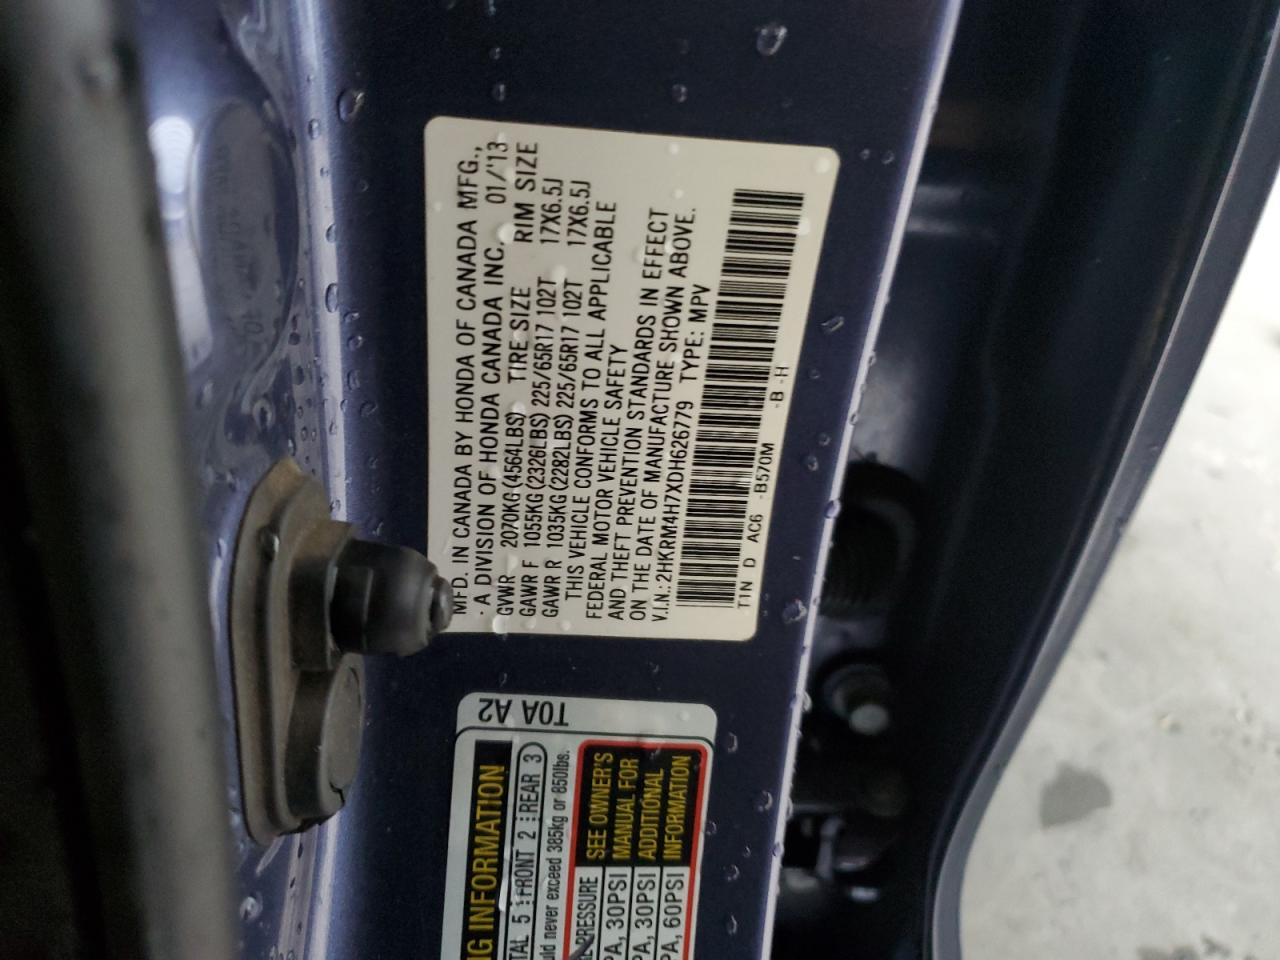 MFD. IN CANADA BY HONDA OF CANADA MFG.,
A DIVISION OF HONDA CANADA INC. 01/'13
GVWR 2070KG(4564LBS) TIRE SIZE RIM SIZE
GAWR F 1055KG(2326LBS) 225/65R17 102T 17X6.5J
GAWR R 1035KG(2282LBS) 225/65R17 102T 17X6.5J
THIS VEHICLE CONFORMS TO ALL APPLICABLE
FEDERAL MOTOR VEHICLE SAFETY
AND THEFT PREVENTION STANDARDS IN EFFECT
ON THE DATE OF MANUFACTURE SHOWN ABOVE.
V.I.N.:2HKRM4H7XDH626779 TYPE: MPV
T1N D AC6 -B570M -B -H
T0A A2
INFORMATION
5 FRONT 2 REAR 3
never exceed 385kg or 850lbs.
PRESSURE SEE OWNER'S
30PSI MANUAL FOR
30PSI ADDITIONAL
60PSI INFORMATION